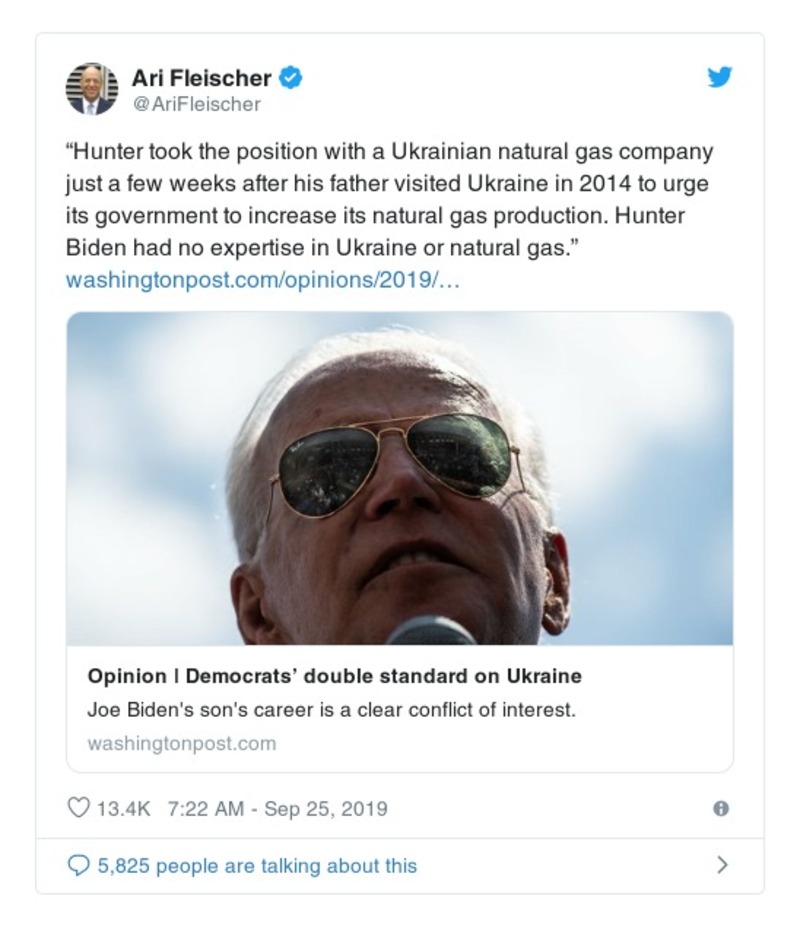 Ari Fleischer
@AriFleischer
“Hunter took the position with a Ukrainian natural gas company
just a few weeks after his father visited Ukraine in 2014 to urge
its government to increase its natural gas production. Hunter
Biden had no expertise in Ukraine or natural gas.”
washingtonpost.com/opinions/2019/…
Ray-Ban
Opinion | Democrats’ double standard on Ukraine
Joe Biden's son's career is a clear conflict of interest.
washingtonpost.com
13.4K 7:22 AM - Sep 25, 2019
5,825 people are talking about this